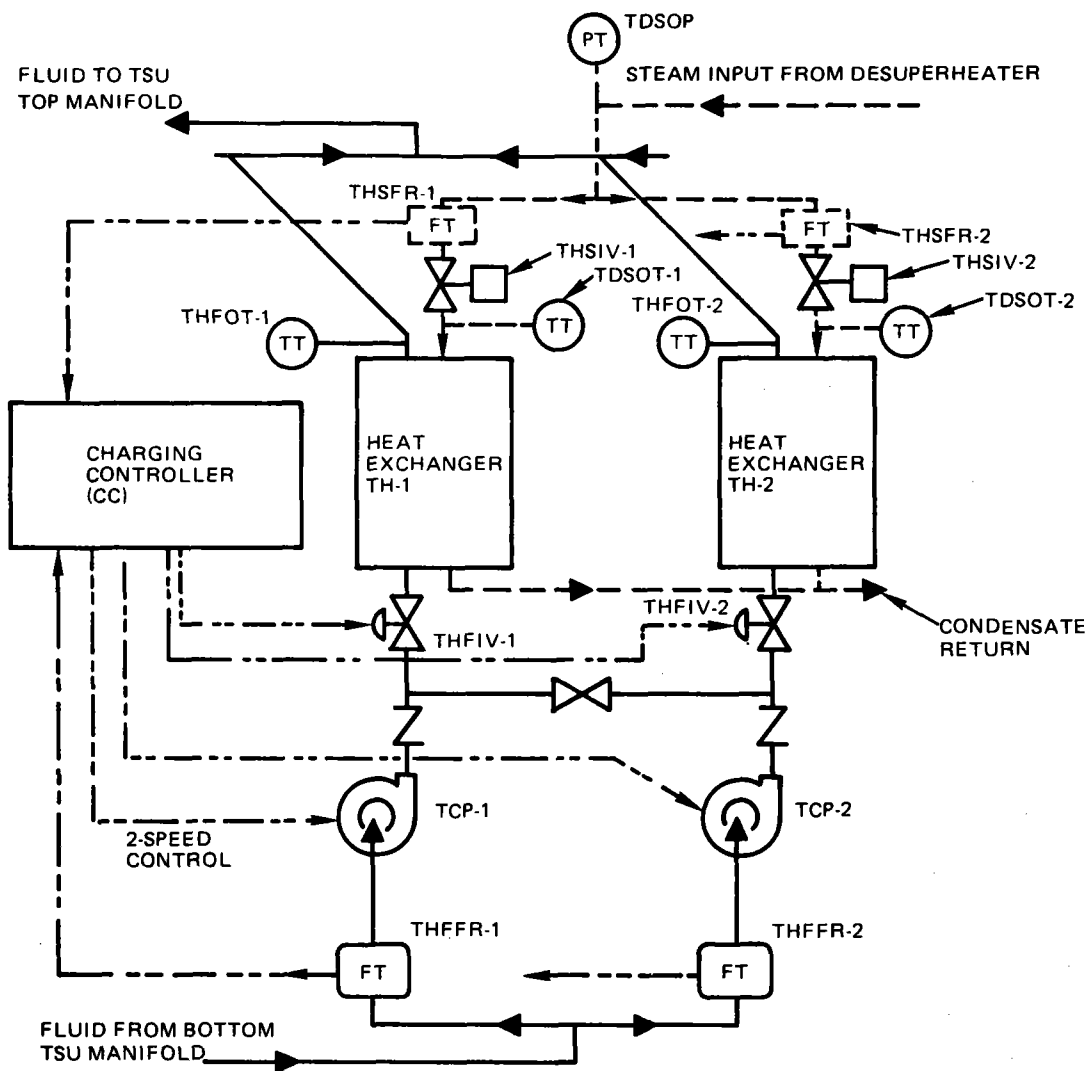 TDSOP
PT
FLUID TO TSU
TOP MANIFOLD
STEAM INPUT FROM DESUPERHEATER
THSFR-1
FT
FT
THSFR-2
THSIV-1
THSIV-2
TDSOT-1
TDSOT-2
THFOT-1
THFOT-2
TT
TT
TT
TT
CHARGING
CONTROLLER
(CC)
HEAT
EXCHANGER
TH-1
HEAT
EXCHANGER
TH-2
THFIV-1
THFIV-2
CONDENSATE
RETURN
TCP-1
TCP-2
2-SPEED
CONTROL
THFFR-1
THFFR-2
FT
FT
FLUID FROM BOTTOM
TSU MANIFOLD